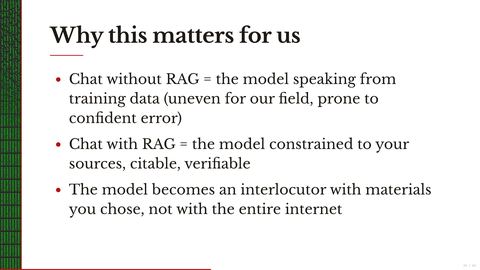 Why this matters for us
• Chat without RAG = the model speaking from
training data (uneven for our field, prone to
confident error)
• Chat with RAG = the model constrained to your
sources, citable, verifiable
• The model becomes an interlocutor with materials
you chose, not with the entire internet